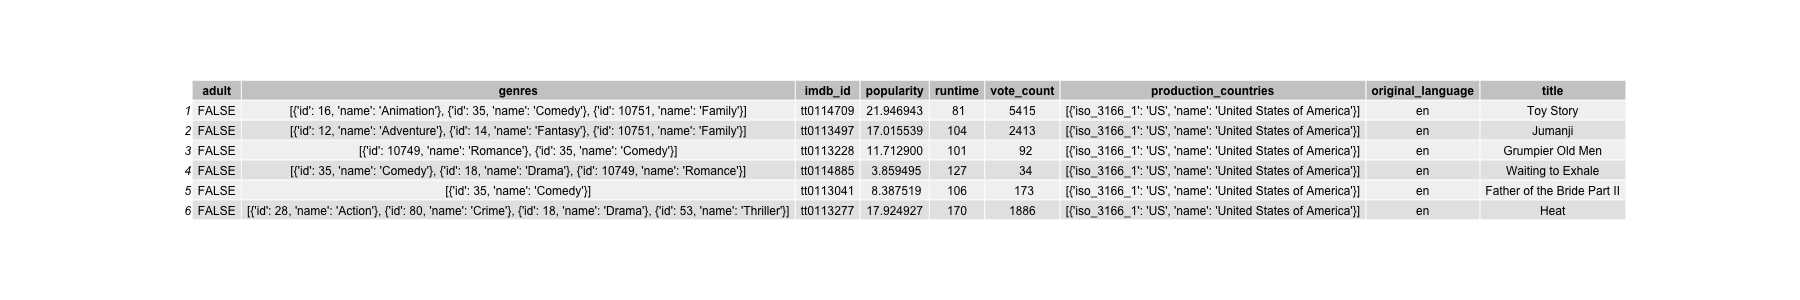 adult genres imdb_id popularity runtime vote_count production_countries original_language title
1 FALSE [{'id': 16, 'name': 'Animation'}, {'id': 35, 'name': 'Comedy'}, {'id': 10751, 'name': 'Family'}] tt0114709 21.946943 81 5415 [{'iso_3166_1': 'US', 'name': 'United States of America'}] en Toy Story
2 FALSE [{'id': 12, 'name': 'Adventure'}, {'id': 14, 'name': 'Fantasy'}, {'id': 10751, 'name': 'Family'}] tt0113497 17.015539 104 2413 [{'iso_3166_1': 'US', 'name': 'United States of America'}] en Jumanji
3 FALSE [{'id': 10749, 'name': 'Romance'}, {'id': 35, 'name': 'Comedy'}] tt0113228 11.712900 101 92 [{'iso_3166_1': 'US', 'name': 'United States of America'}] en Grumpier Old Men
4 FALSE [{'id': 35, 'name': 'Comedy'}, {'id': 18, 'name': 'Drama'}, {'id': 10749, 'name': 'Romance'}] tt0114885 3.859495 127 34 [{'iso_3166_1': 'US', 'name': 'United States of America'}] en Waiting to Exhale
5 FALSE [{'id': 35, 'name': 'Comedy'}] tt0113041 8.387519 106 173 [{'iso_3166_1': 'US', 'name': 'United States of America'}] en Father of the Bride Part II
6 FALSE [{'id': 28, 'name': 'Action'}, {'id': 80, 'name': 'Crime'}, {'id': 18, 'name': 'Drama'}, {'id': 53, 'name': 'Thriller'}] tt0113277 17.924927 170 1886 [{'iso_3166_1': 'US', 'name': 'United States of America'}] en Heat